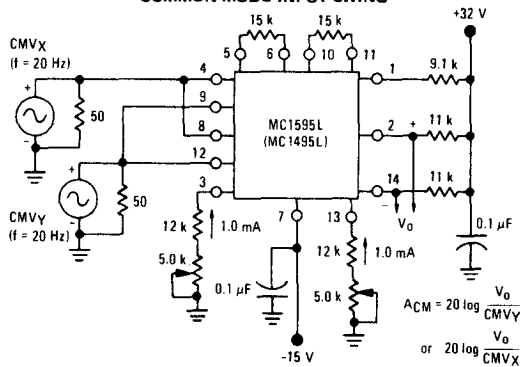 COMMON MODE INPUT SWING
15 k
15 k
+32 V
CMVX
(f = 20 Hz)
5
6
10
11
4
1
9.1 k
9
50
8
MC1595L
(MC1495L)
2
11 k
12
CMVY
(f = 20 Hz)
50
3
14
11 k
Vo
7
13
12 k
1.0 mA
12 k
1.0 mA
0.1 µF
5.0 k
0.1 µF
5.0 k
-15 V
ACM = 20 log Vo
CMVY
or 20 log Vo
CMVX